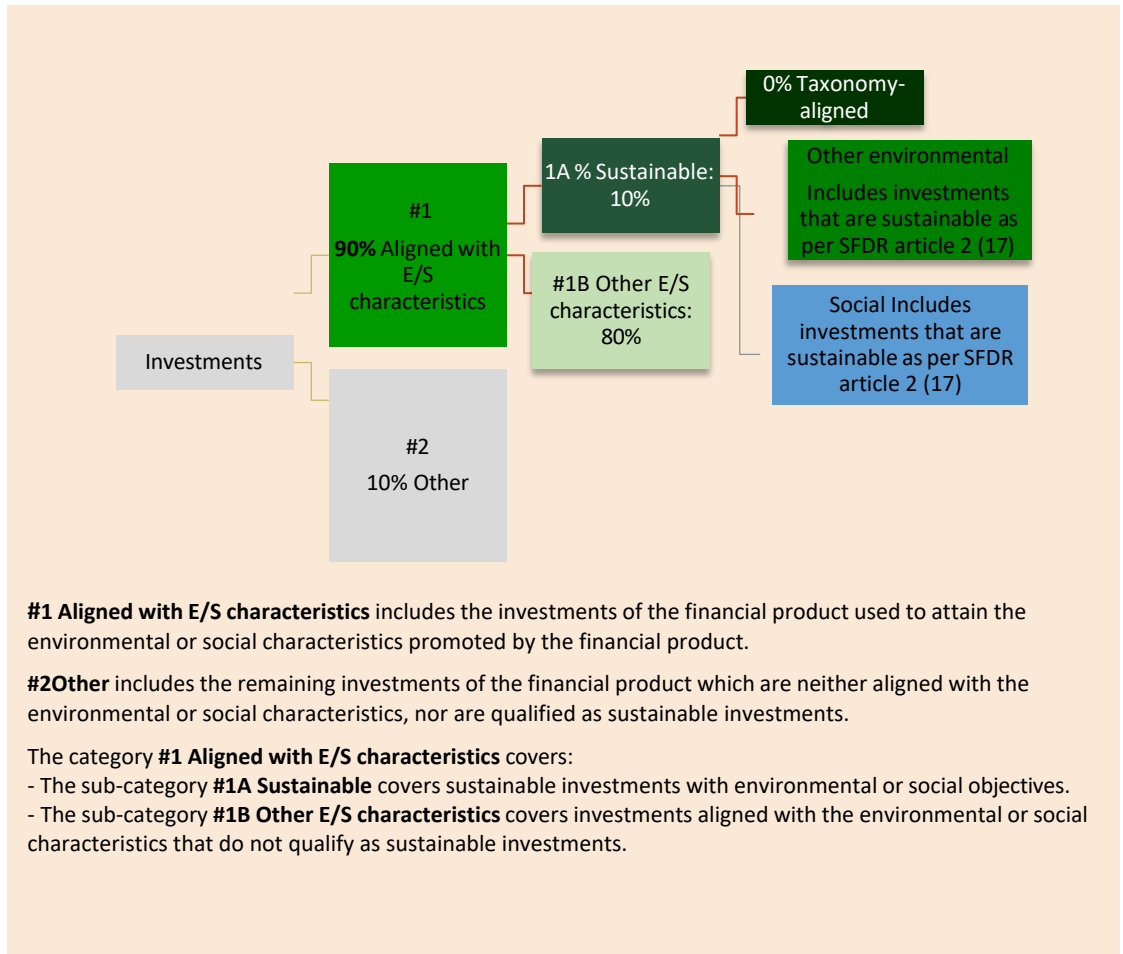 0% Taxonomy-
aligned
Other environmental
Includes investments
that are sustainable as
per SFDR article 2 (17)
1A % Sustainable:
10%
#1
90% Aligned with
E/S
characteristics
#1B Other E/S
characteristics:
80%
Social Includes
investments that are
sustainable as per SFDR
article 2 (17)
Investments
#2
10% Other
#1 Aligned with E/S characteristics includes the investments of the financial product used to attain the
environmental or social characteristics promoted by the financial product.
#2Other includes the remaining investments of the financial product which are neither aligned with the
environmental or social characteristics, nor are qualified as sustainable investments.
The category #1 Aligned with E/S characteristics covers:
- The sub-category #1A Sustainable covers sustainable investments with environmental or social objectives.
- The sub-category #1B Other E/S characteristics covers investments aligned with the environmental or social
characteristics that do not qualify as sustainable investments.